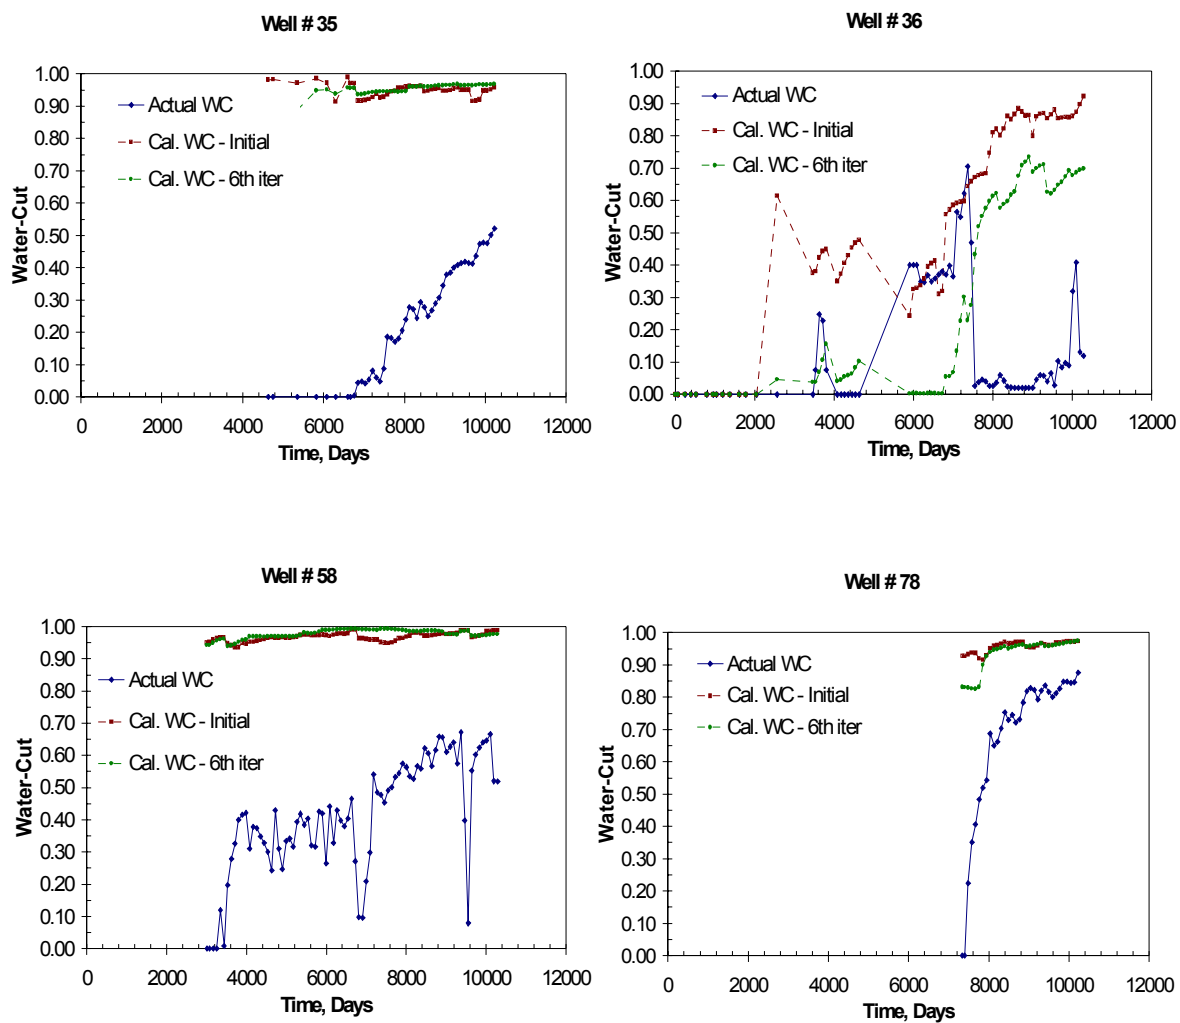 Well # 35
1.00
0.90
0.80
0.70
0.60
0.50
0.40
0.30
0.20
0.10
0.00
Water-Cut
Actual WC
Cal. WC - Initial
Cal. WC - 6th iter
0 2000 4000 6000 8000 10000 12000
Time, Days
Well # 36
1.00
0.90
0.80
0.70
0.60
0.50
0.40
0.30
0.20
0.10
0.00
Water-Cut
Actual WC
Cal. WC - Initial
Cal. WC - 6th iter
0 2000 4000 6000 8000 10000 12000
Time, Days
Well # 58
1.00
0.90
0.80
0.70
0.60
0.50
0.40
0.30
0.20
0.10
0.00
Water-Cut
Actual WC
Cal. WC - Initial
Cal. WC - 6th iter
0 2000 4000 6000 8000 10000 12000
Time, Days
Well # 78
1.00
0.90
0.80
0.70
0.60
0.50
0.40
0.30
0.20
0.10
0.00
Water-Cut
Actual WC
Cal. WC - Initial
Cal. WC - 6th iter
0 2000 4000 6000 8000 10000 12000
Time, Days